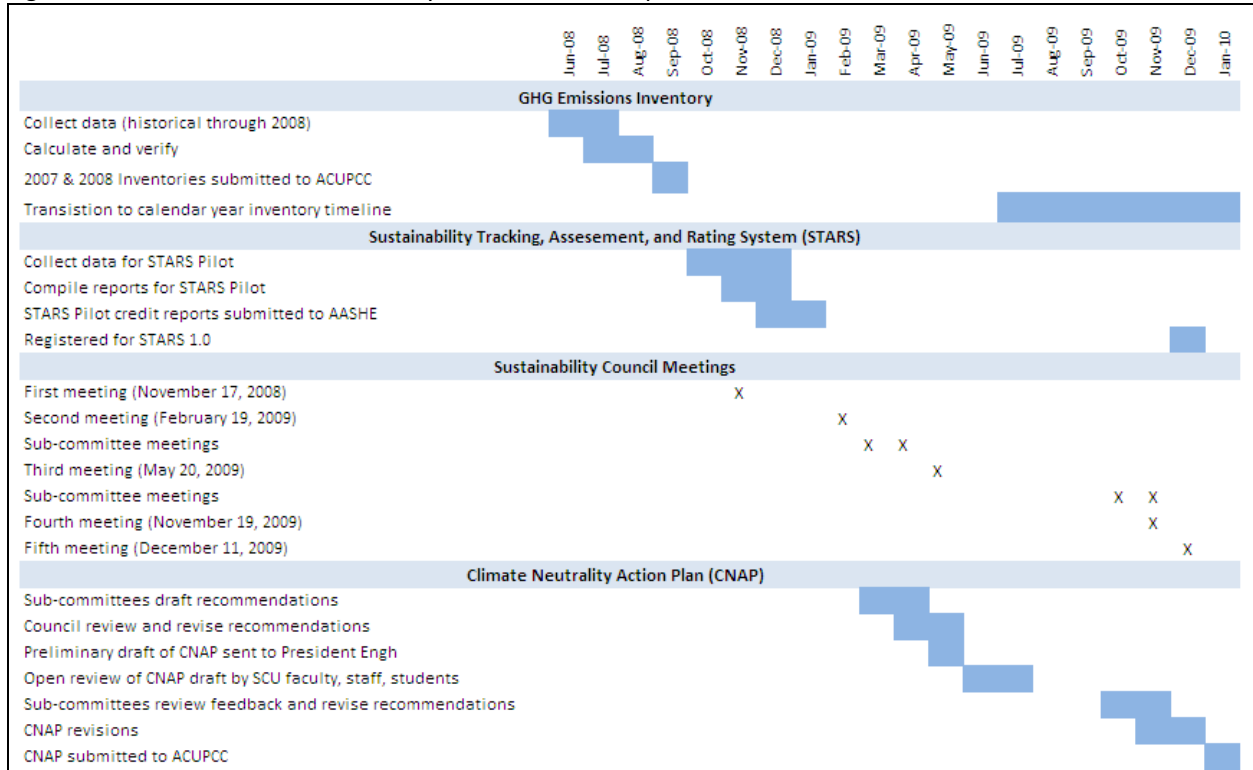 Jun-08 Jul-08 Aug-08 Sep-08 Oct-08 Nov-08 Dec-08 Jan-09 Feb-09 Mar-09 Apr-09 May-09 Jun-09 Jul-09 Aug-09 Sep-09 Oct-09 Nov-09 Dec-09 Jan-10
GHG Emissions Inventory
Collect data (historical through 2008)
Calculate and verify
2007 & 2008 Inventories submitted to ACUPCC
Transistion to calendar year inventory timeline
Sustainability Tracking, Assesement, and Rating System (STARS)
Collect data for STARS Pilot
Compile reports for STARS Pilot
STARS Pilot credit reports submitted to AASHE
Registered for STARS 1.0
Sustainability Council Meetings
First meeting (November 17, 2008) X
Second meeting (February 19, 2009) X
Sub-committee meetings X X
Third meeting (May 20, 2009) X
Sub-committee meetings X X
Fourth meeting (November 19, 2009) X
Fifth meeting (December 11, 2009) X
Climate Neutrality Action Plan (CNAP)
Sub-committees draft recommendations
Council review and revise recommendations
Preliminary draft of CNAP sent to President Engh
Open review of CNAP draft by SCU faculty, staff, students
Sub-committees review feedback and revise recommendations
CNAP revisions
CNAP submitted to ACUPCC